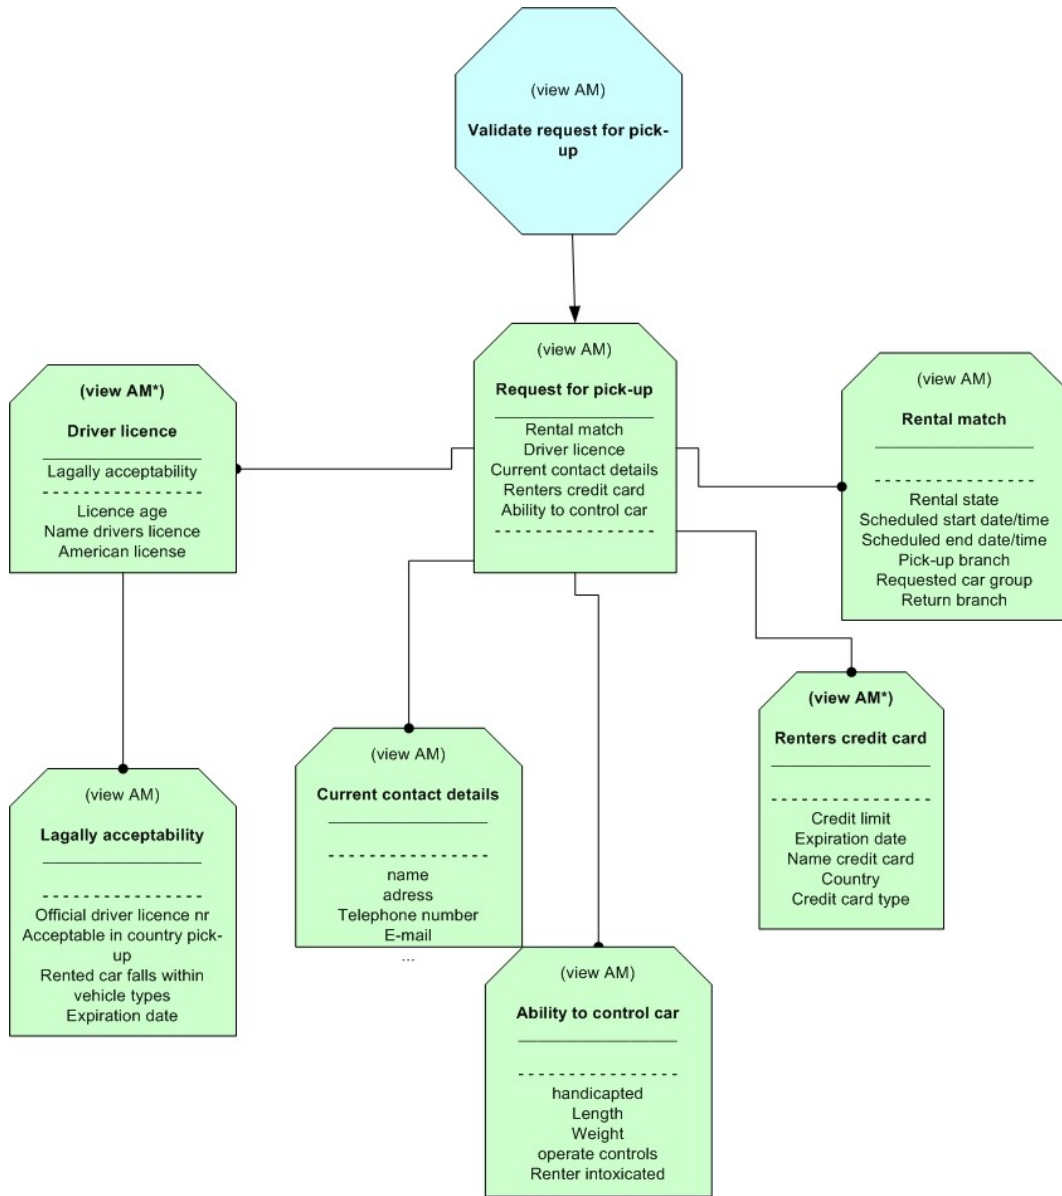 (view AM)
Validate request for pick-
up
(view AM)
Request for pick-up
Rental match
Driver licence
Current contact details
Renters credit card
Ability to control car
(view AM*)
Driver licence
Lagally acceptability
Licence age
Name drivers licence
American license
(view AM)
Rental match
Rental state
Scheduled start date/time
Scheduled end date/time
Pick-up branch
Requested car group
Return branch
(view AM)
Lagally acceptability
Official driver licence nr
Acceptable in country pick-
up
Rented car falls within
vehicle types
Expiration date
(view AM)
Current contact details
name
adress
Telephone number
E-mail
...
(view AM*)
Renters credit card
Credit limit
Expiration date
Name credit card
Country
Credit card type
(view AM)
Ability to control car
handicapted
Length
Weight
operate controls
Renter intoxicated